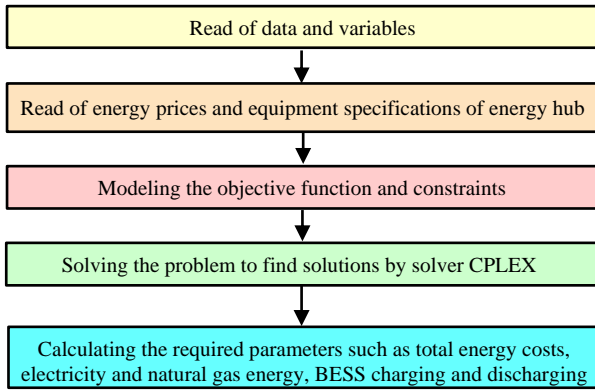 Read of data and variables
Read of energy prices and equipment specifications of energy hub
Modeling the objective function and constraints
Solving the problem to find solutions by solver CPLEX
Calculating the required parameters such as total energy costs,
electricity and natural gas energy, BESS charging and discharging